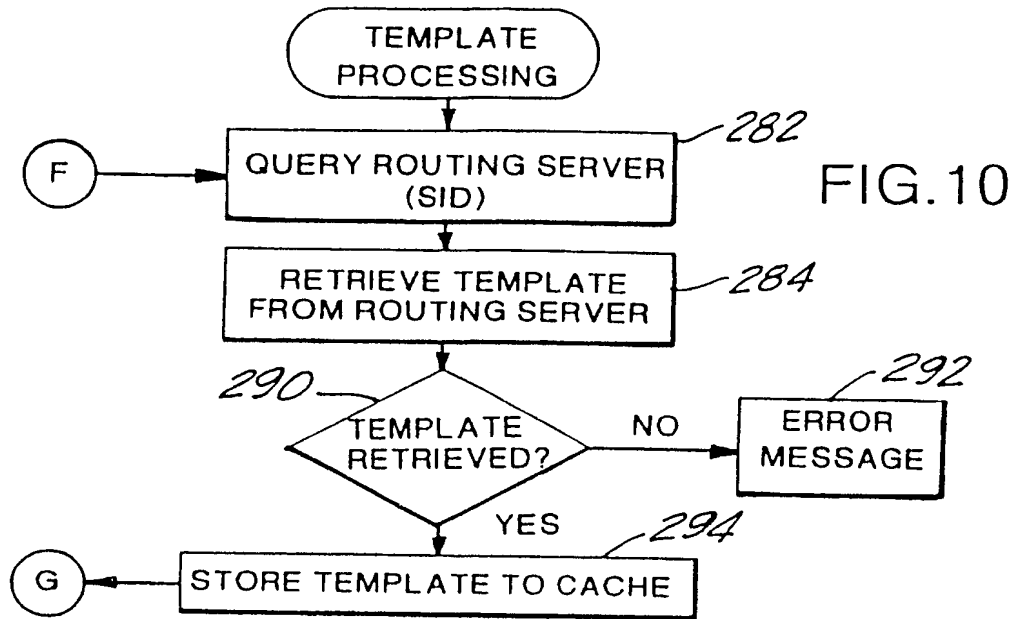 TEMPLATE
PROCESSING
282
F
QUERY ROUTING SERVER
(SID)
FIG.10
RETRIEVE TEMPLATE
FROM ROUTING SERVER
284
290
TEMPLATE
RETRIEVED?
NO
292
ERROR
MESSAGE
YES
294
G
STORE TEMPLATE TO CACHE